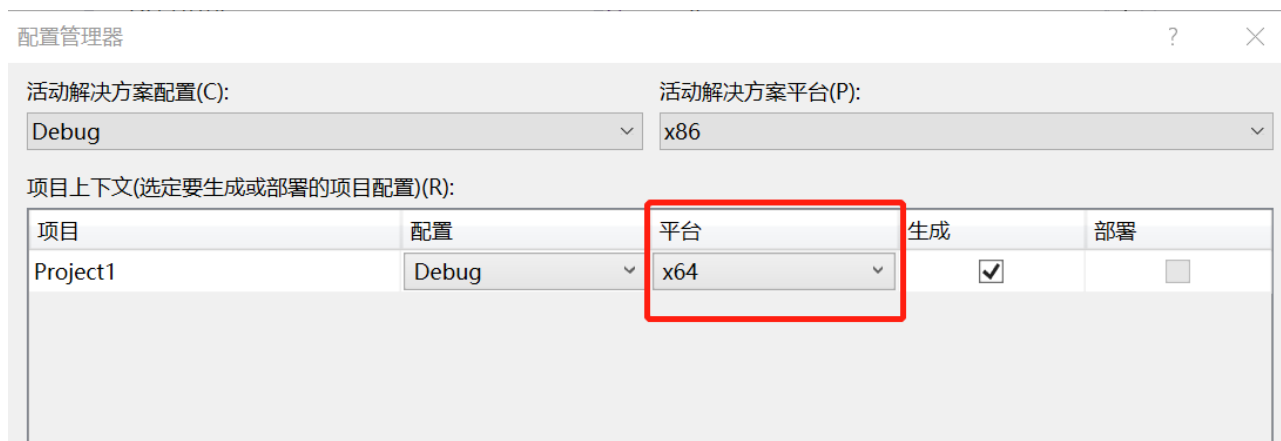 配置管理器 ?
活动解决方案配置(C): 活动解决方案平台(P):
Debug x86
项目上下文(选定要生成或部署的项目配置)(R):
项目 配置 平台 生成 部署
Project1 Debug x64